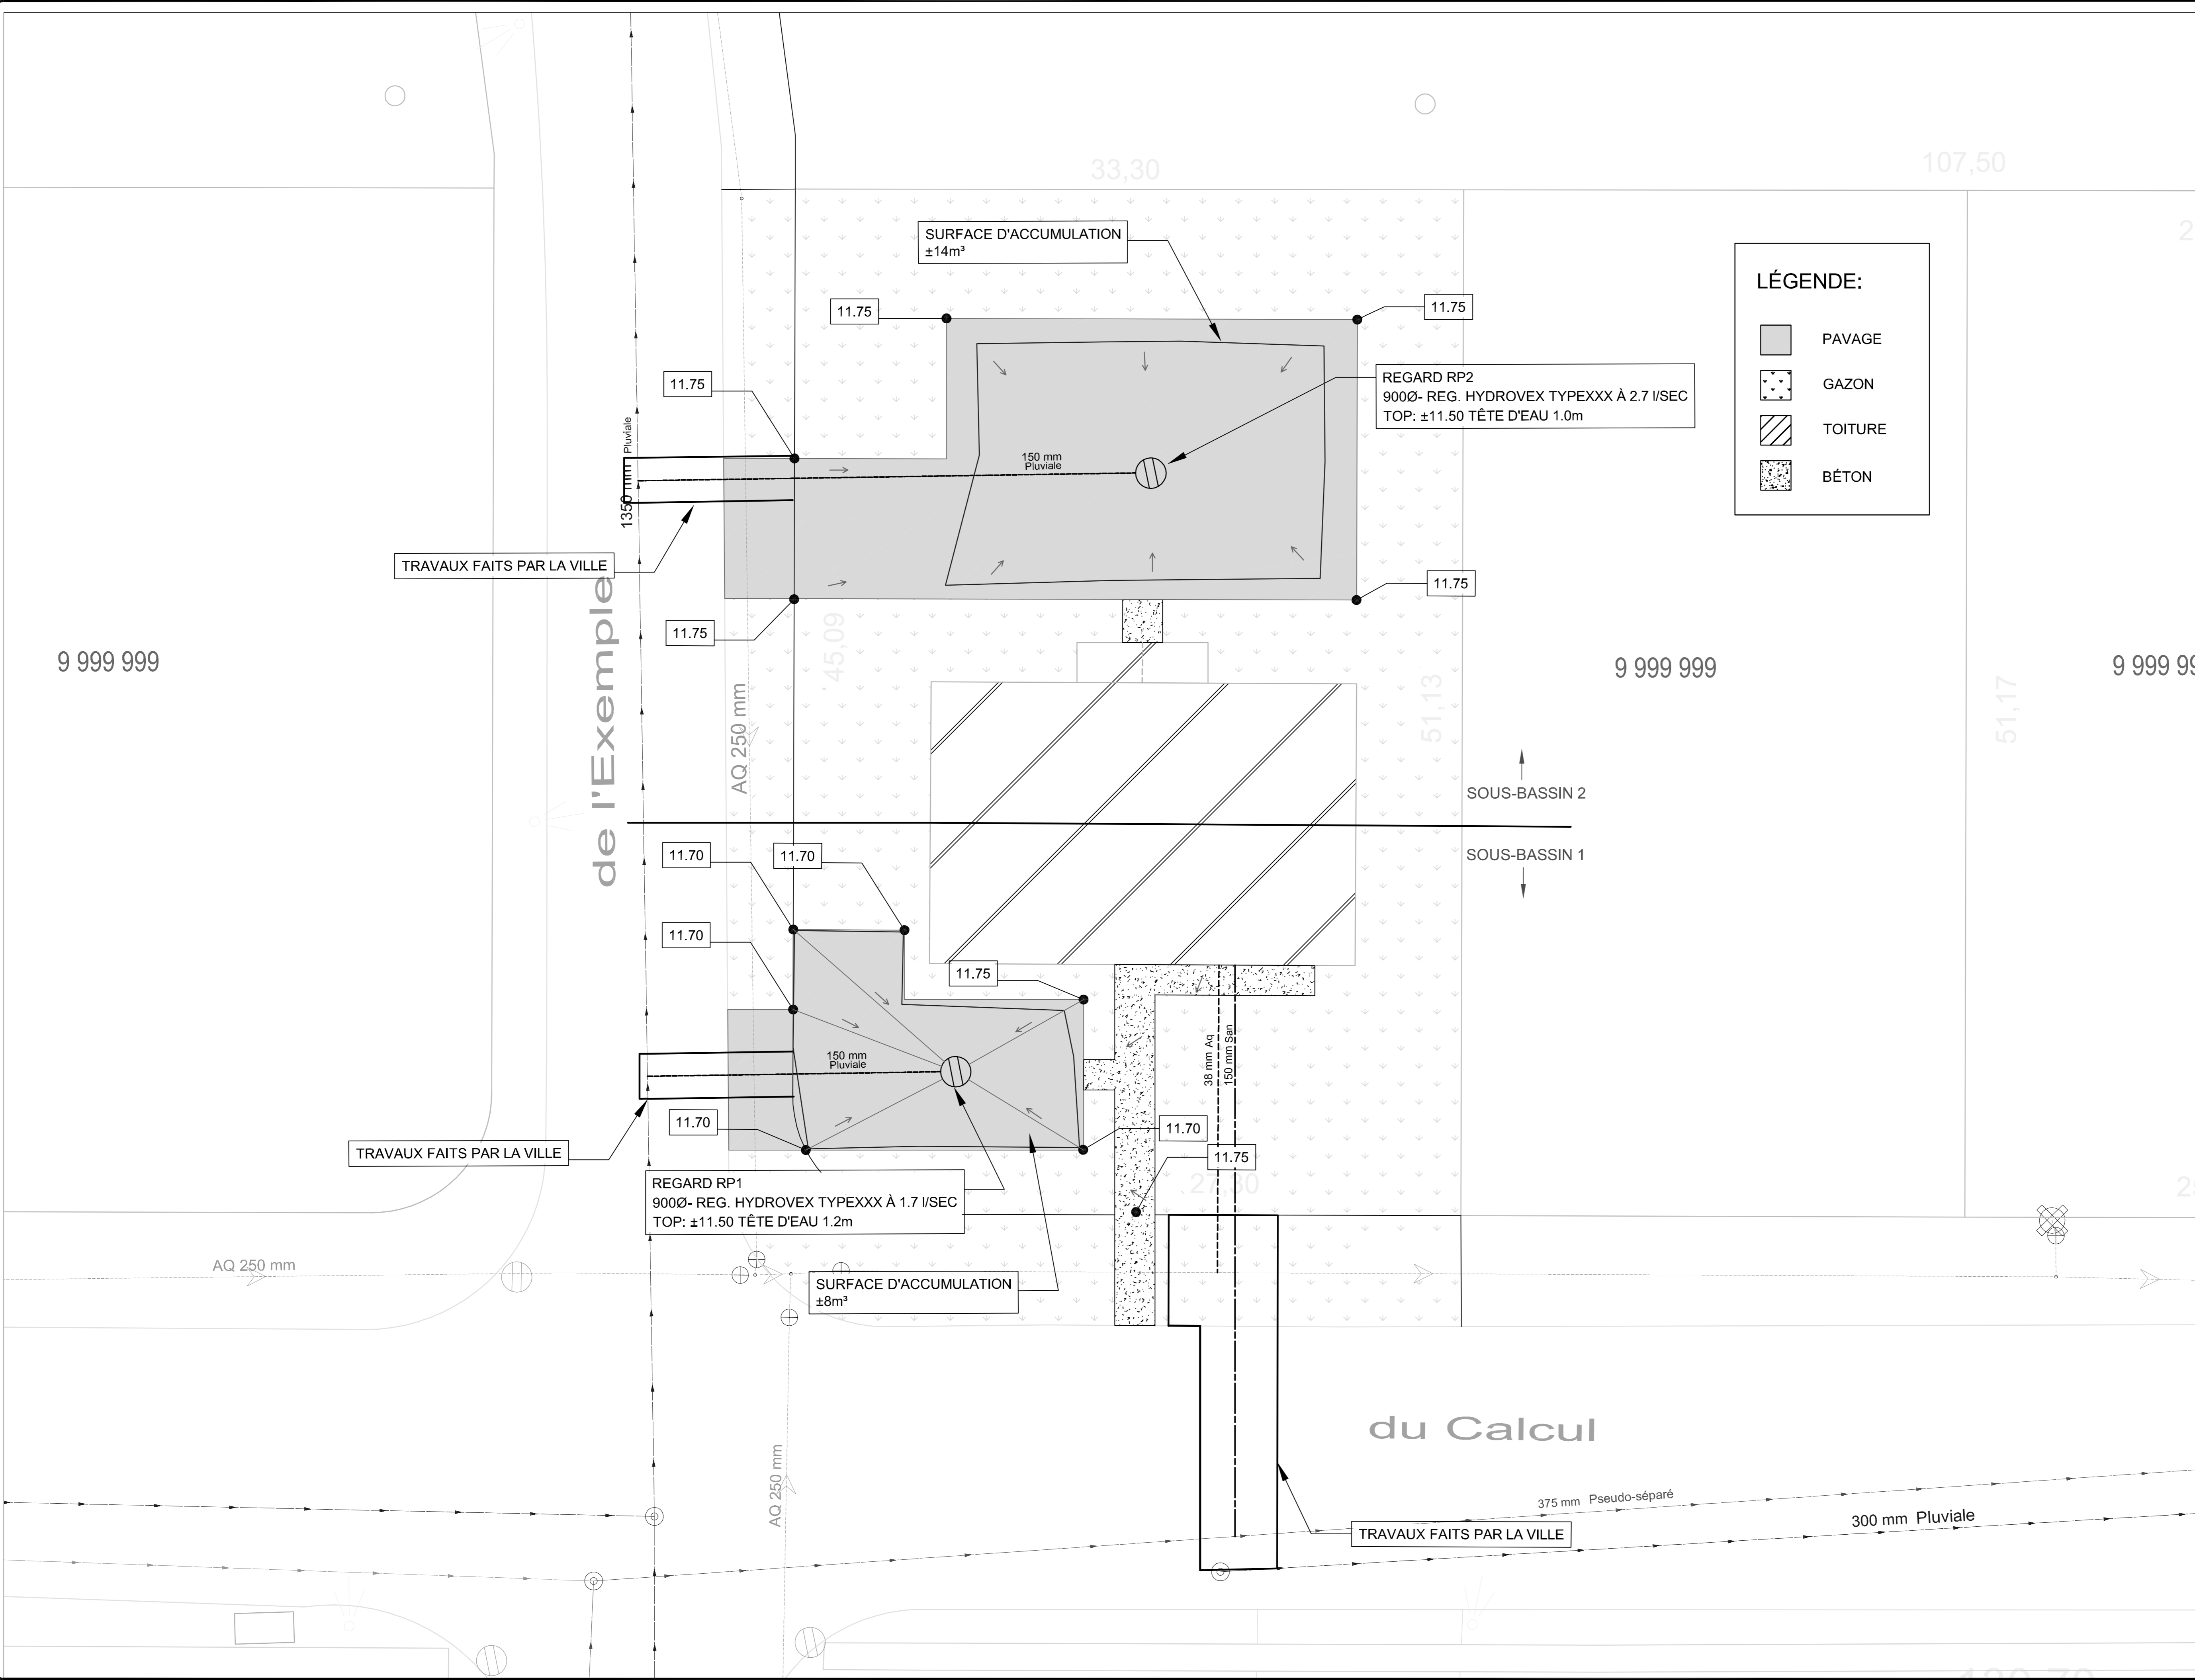 33,30
107,50
SURFACE D'ACCUMULATION
±14m³
LÉGENDE:
PAVAGE
GAZON
TOITURE
BÉTON
11.75
11.75
11.75
REGARD RP2
900Ø- REG. HYDROVEX TYPEXXX À 2.7 l/SEC
TOP: ±11.50 TÊTE D'EAU 1.0m
1350 mm Pluviale
150 mm
Pluviale
TRAVAUX FAITS PAR LA VILLE
11.75
11.75
9 999 999
de l'Exemple
45,09
AQ 250 mm
51,13
9 999 999
51,17
SOUS-BASSIN 2
SOUS-BASSIN 1
11.70
11.70
11.70
11.75
150 mm
Pluviale
38 mm Aq
150 mm San
11.70
11.70
11.75
TRAVAUX FAITS PAR LA VILLE
27,30
REGARD RP1
900Ø- REG. HYDROVEX TYPEXXX À 1.7 l/SEC
TOP: ±11.50 TÊTE D'EAU 1.2m
AQ 250 mm
SURFACE D'ACCUMULATION
±8m³
du Calcul
AQ 250 mm
375 mm Pseudo-séparé
300 mm Pluviale
TRAVAUX FAITS PAR LA VILLE